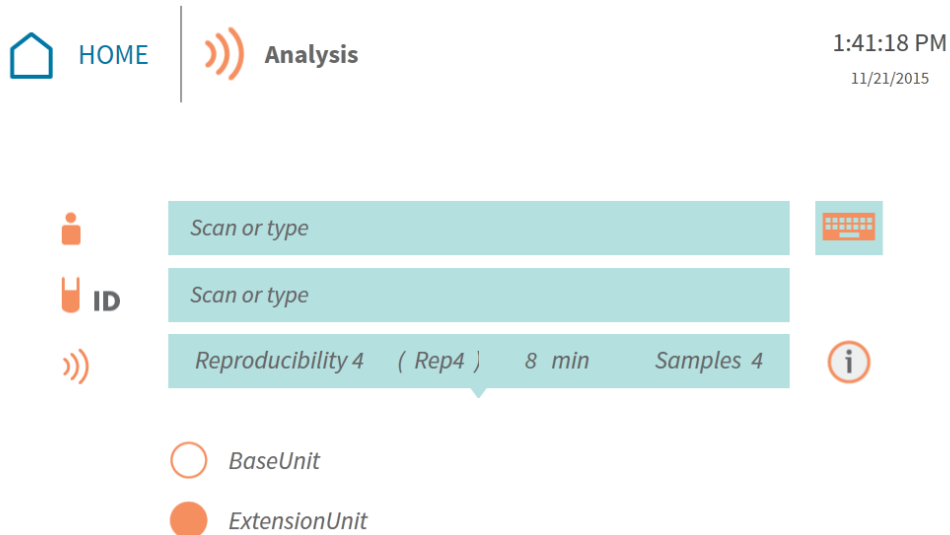 HOME
Analysis
1:41:18 PM
11/21/2015
Scan or type
ID
Scan or type
Reproducibility 4 ( Rep4 ) 8 min Samples 4
i
BaseUnit
ExtensionUnit